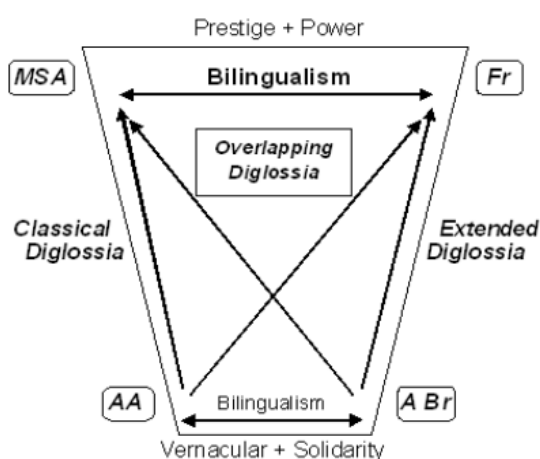 Prestige + Power
MSA
Bilingualism
Fr
Overlapping
Diglossia
Classical
Diglossia
Extended
Diglossia
AA
Bilingualism
A Br
Vernacular + Solidarity